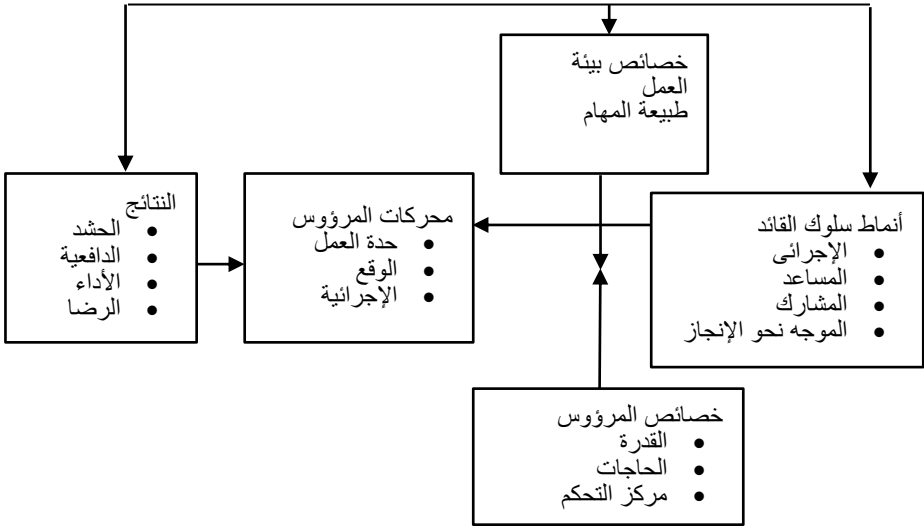 خصائص بيئة
العمل
طبيعة المهام
أنماط سلوك القائد
الإجرائى
المساعد
المشارك
الموجه نحو الإنجاز
محركات المرؤوس
حدة العمل
الوقع
الإجرائية
النتائج
الحشد
الدافعية
الأداء
الرضا
خصائص المرؤوس
القدرة
الحاجات
مركز التحكم